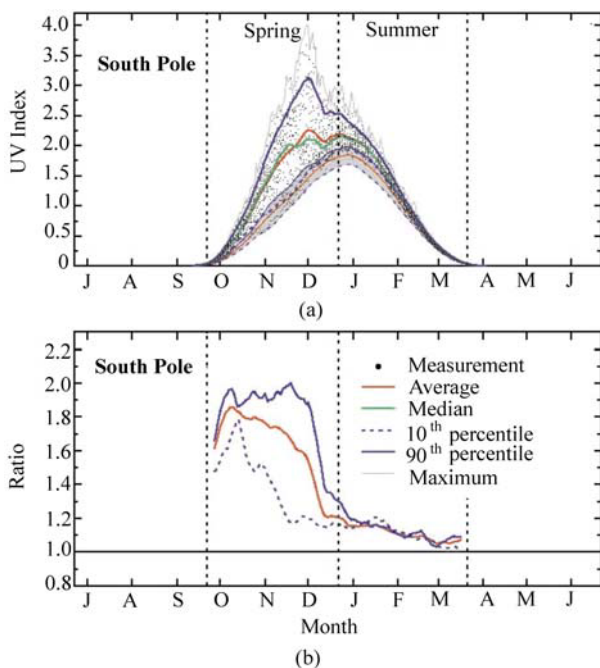 (a)
Spring Summer
South Pole
UV Index
4.0
3.5
3.0
2.5
2.0
1.5
1.0
0.5
0
J A S O N D J F M A M J
(a)
2.2
2.0
1.8
1.6
1.4
1.2
1.0
0.8
Ratio
South Pole
Measurement
Average
Median
10th percentile
90th percentile
Maximum
J A S O N D J F M A M J
Month
(b)